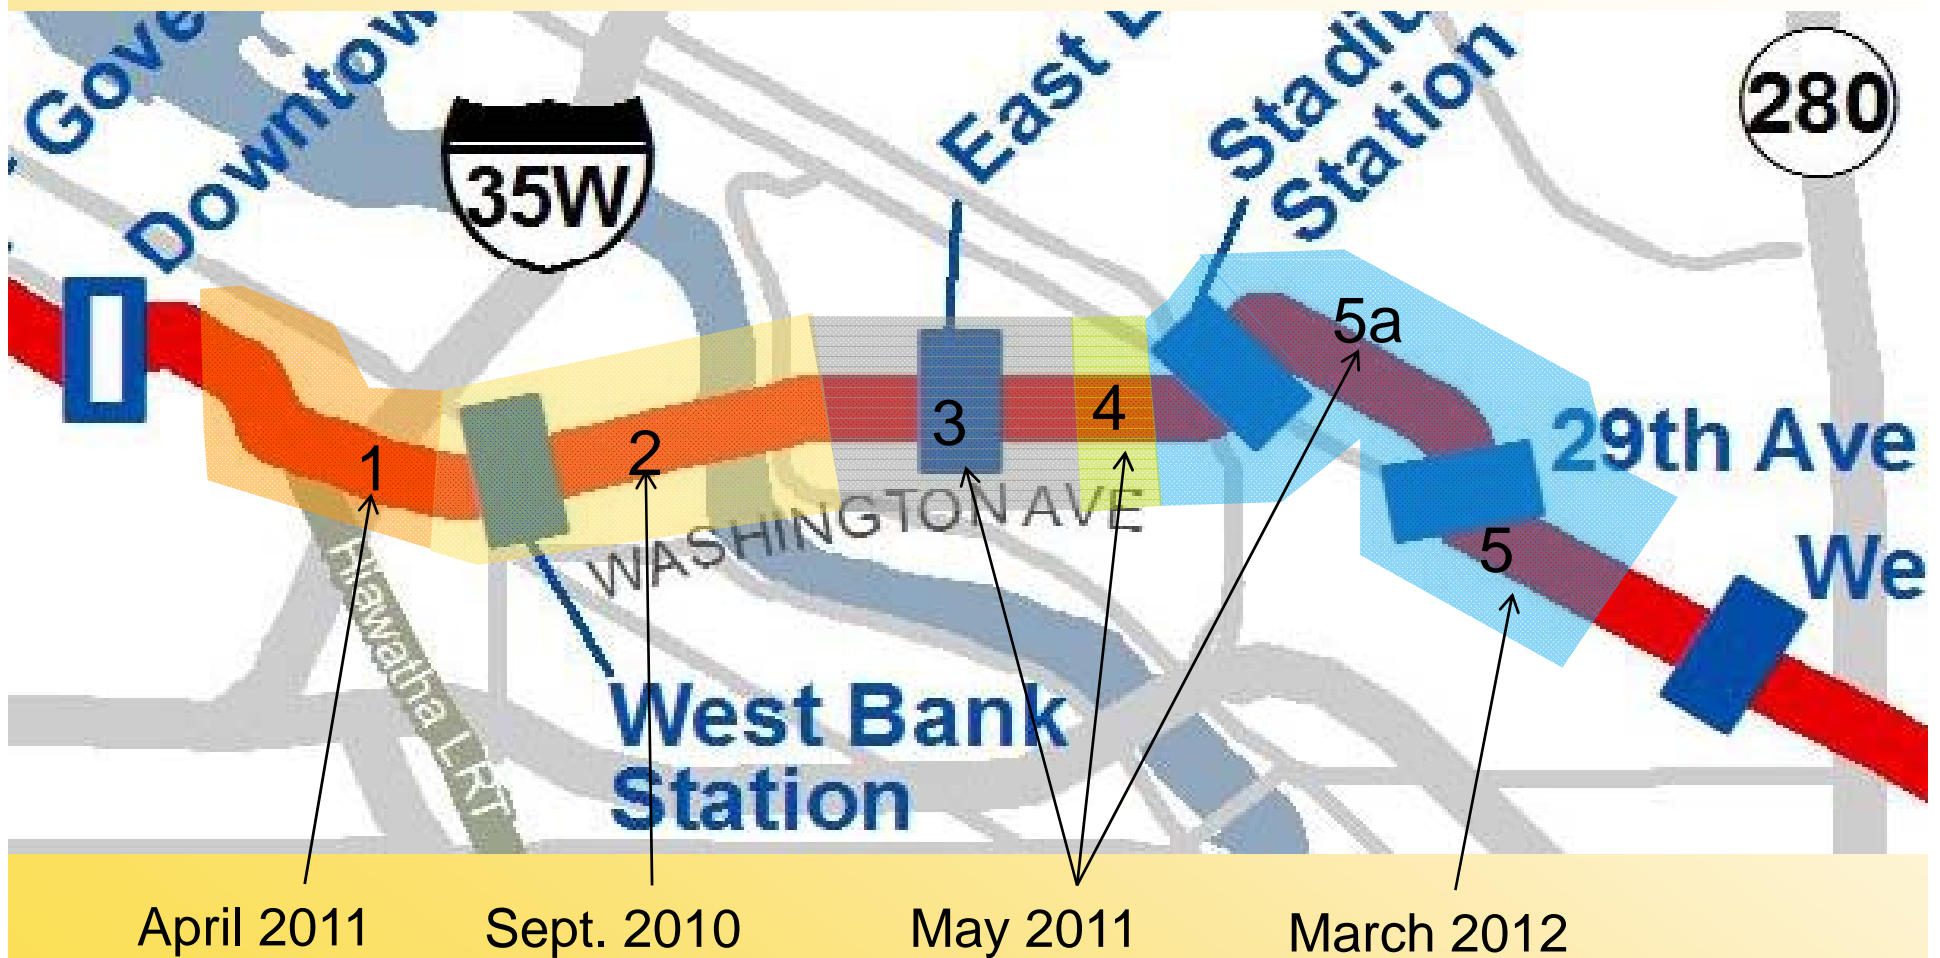 Gove
Downtow
East
Stadiu
Station
280
35W
5a
29th Ave
1
2
3
4
5
We
WASHINGTON AVE
Hiawatha LRT
West Bank
Station
April 2011
Sept. 2010
May 2011
March 2012